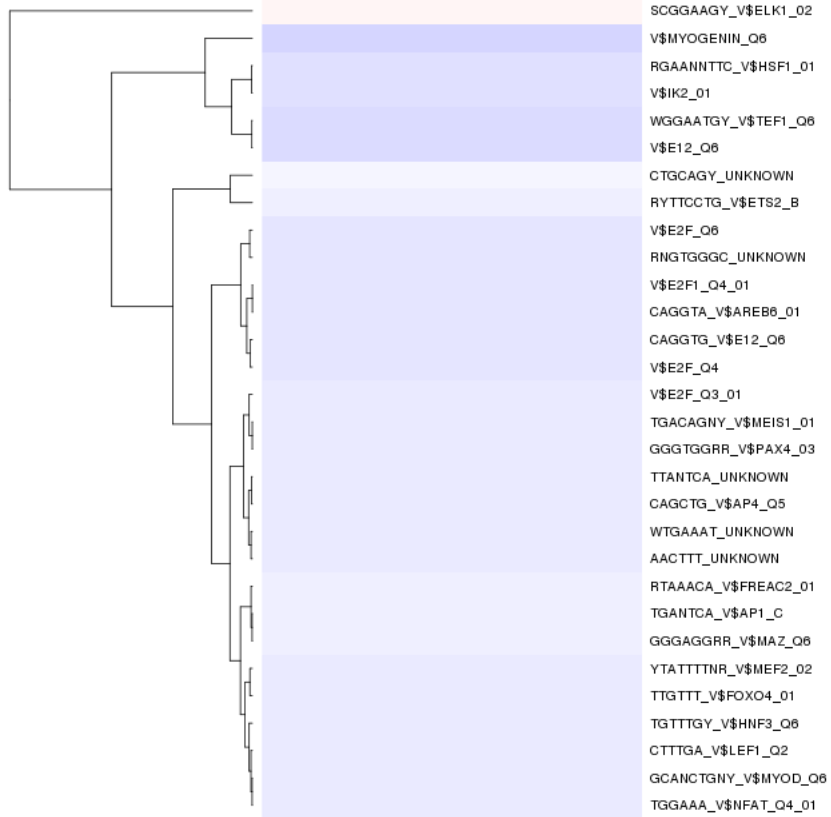 SCGGAAGY_V$ELK1_02
V$MYOGENIN_Q6
RGAANNTTC_V$HSF1_01
V$IK2_01
WGGAATGY_V$TEF1_Q6
V$E12_Q6
CTGCAGY_UNKNOWN
RYTTCCTG_V$ETS2_B
V$E2F_Q6
RNGTGGGC_UNKNOWN
V$E2F1_Q4_01
CAGGTA_V$AREB6_01
CAGGTG_V$E12_Q6
V$E2F_Q4
V$E2F_Q3_01
TGACAGNY_V$MEIS1_01
GGGTGGRR_V$PAX4_03
TTANTCA_UNKNOWN
CAGCTG_V$AP4_Q5
WTGAAAT_UNKNOWN
AACTTT_UNKNOWN
RTAAACA_V$FREAC2_01
TGANTCA_V$AP1_C
GGGAGGRR_V$MAZ_Q6
YTATTTTNR_V$MEF2_02
TTGTTT_V$FOXO4_01
TGTTTGY_V$HNF3_Q6
CTTTGA_V$LEF1_Q2
GCANCTGNY_V$MYOD_Q6
TGGAAA_V$NFAT_Q4_01